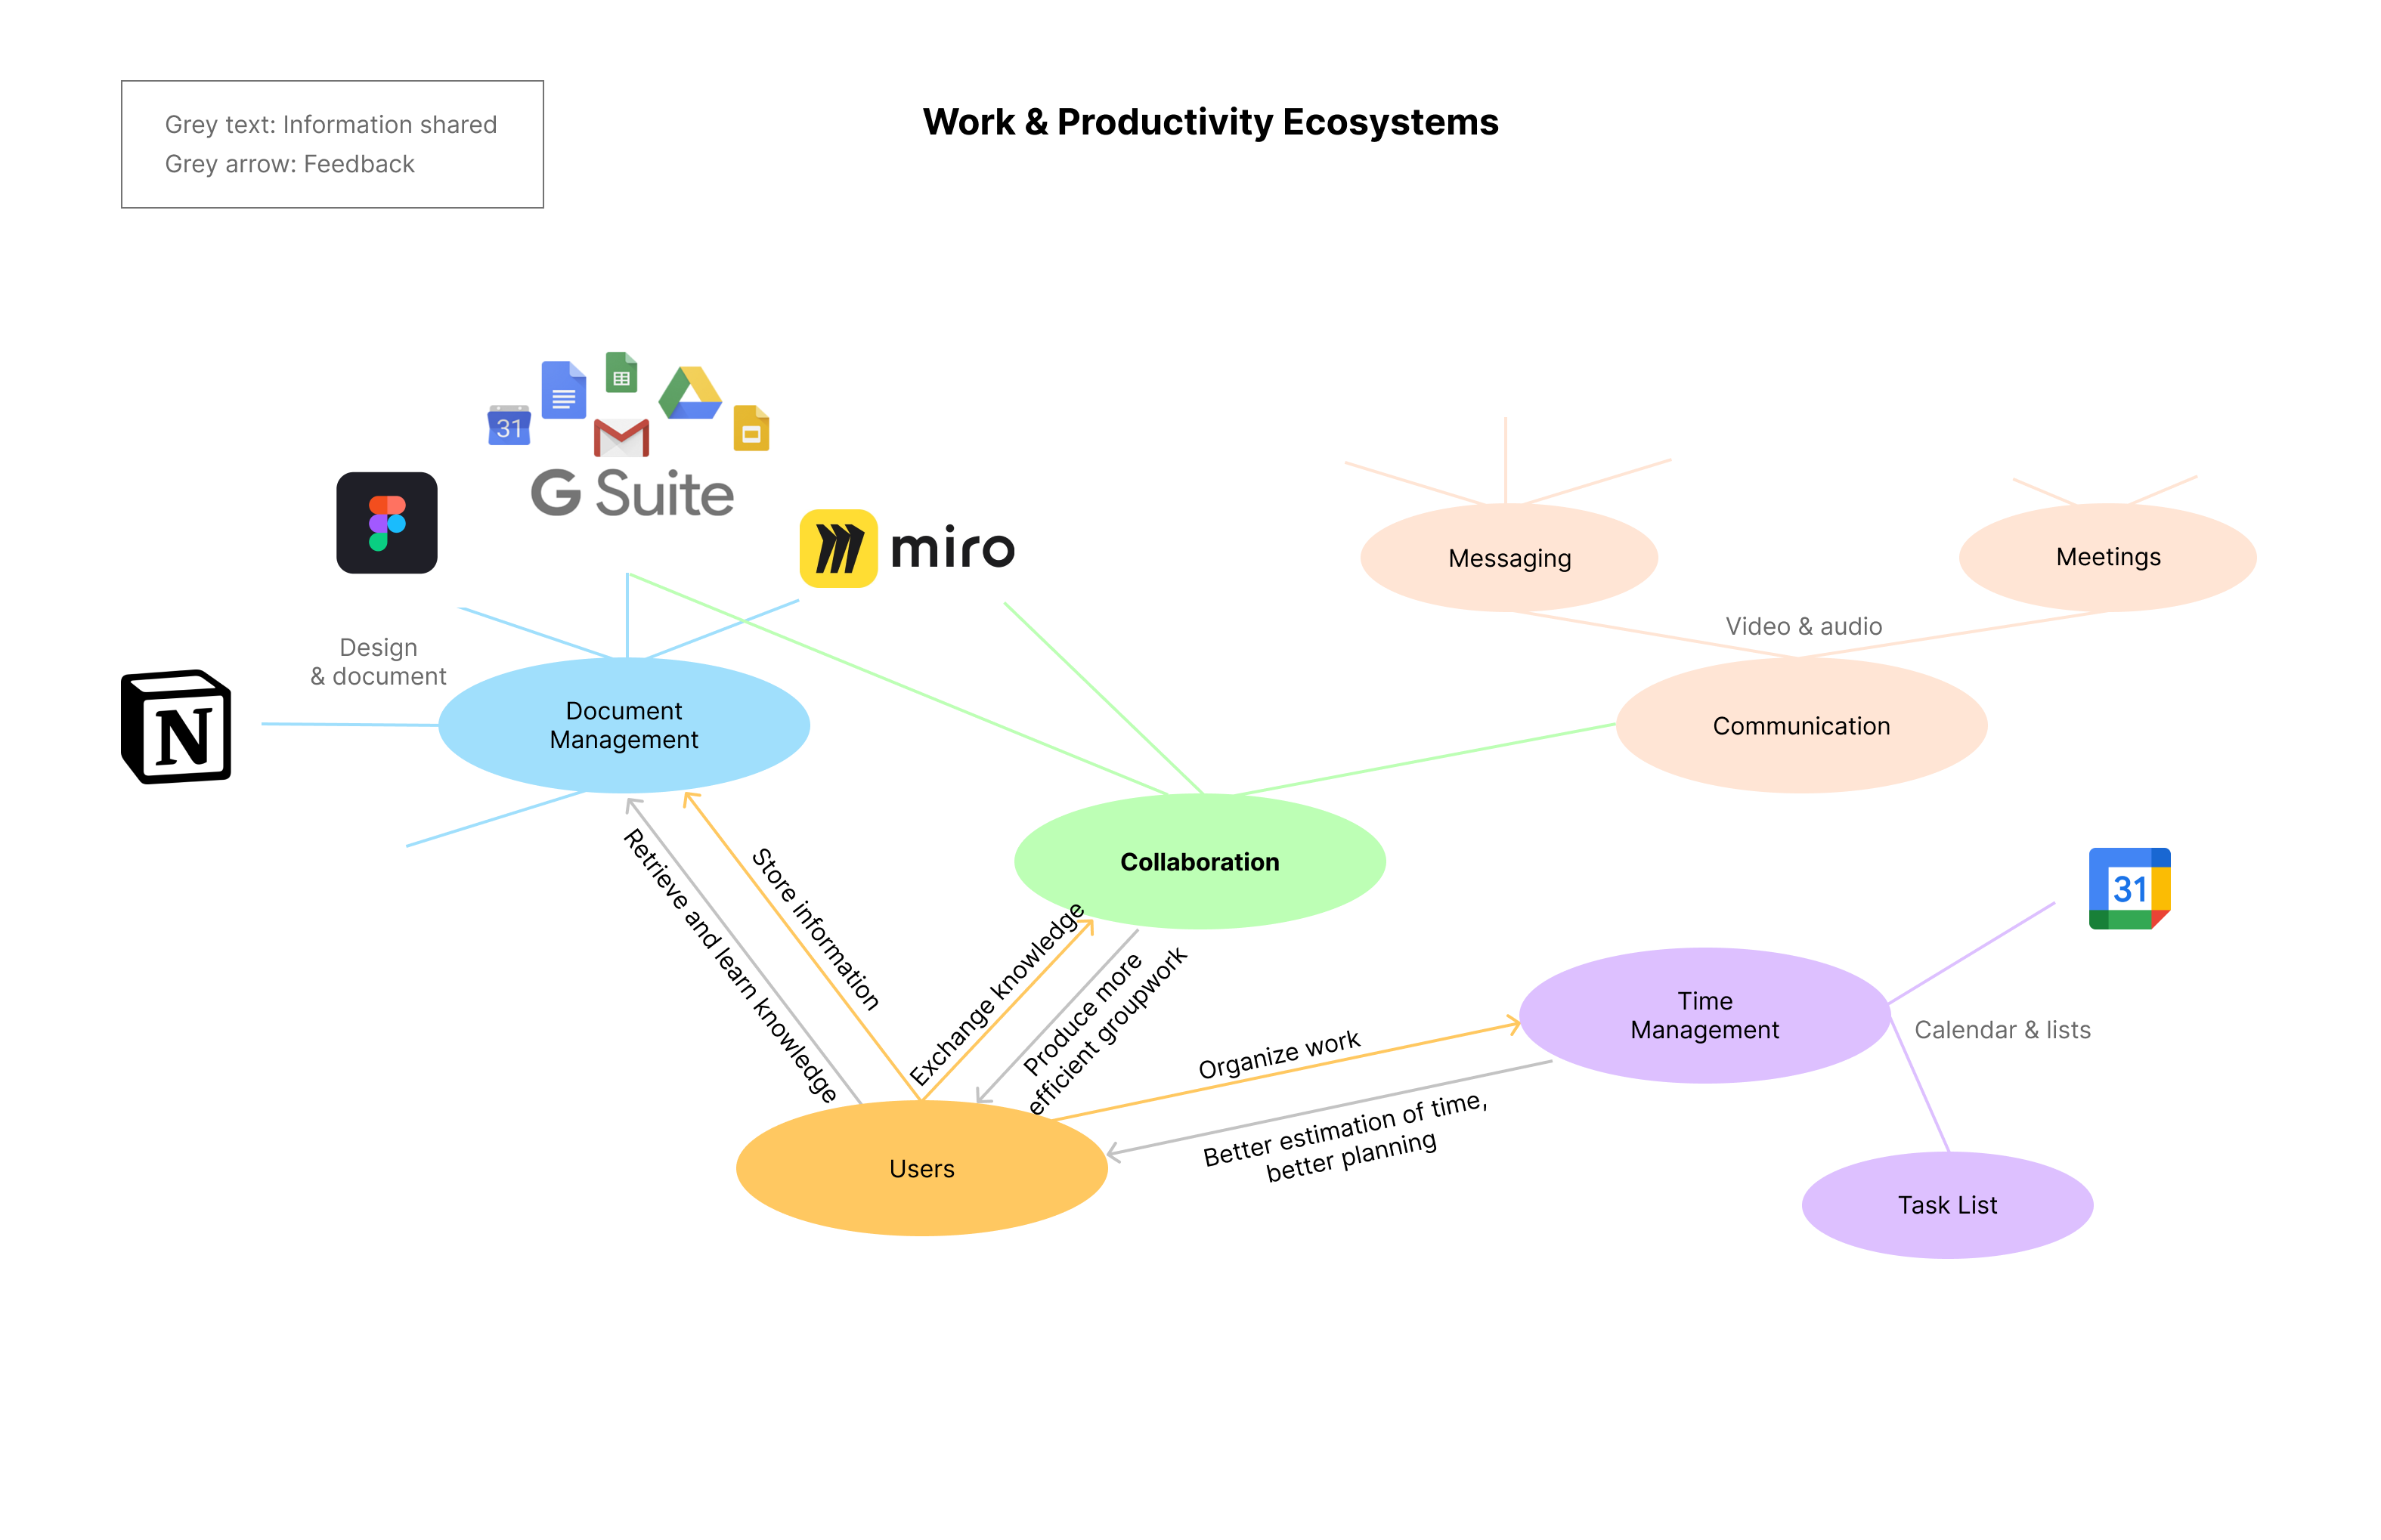 Work & Productivity Ecosystems
Grey text: Information shared
Grey arrow: Feedback
31
G Suite
miro
Design
& document
N
Document
Management
Messaging
Meetings
Video & audio
Communication
Collaboration
31
Retrieve and learn knowledge
Store information
Exchange knowledge
Produce more
efficient groupwork
Organize work
Better estimation of time,
better planning
Time
Management
Calendar & lists
Users
Task List